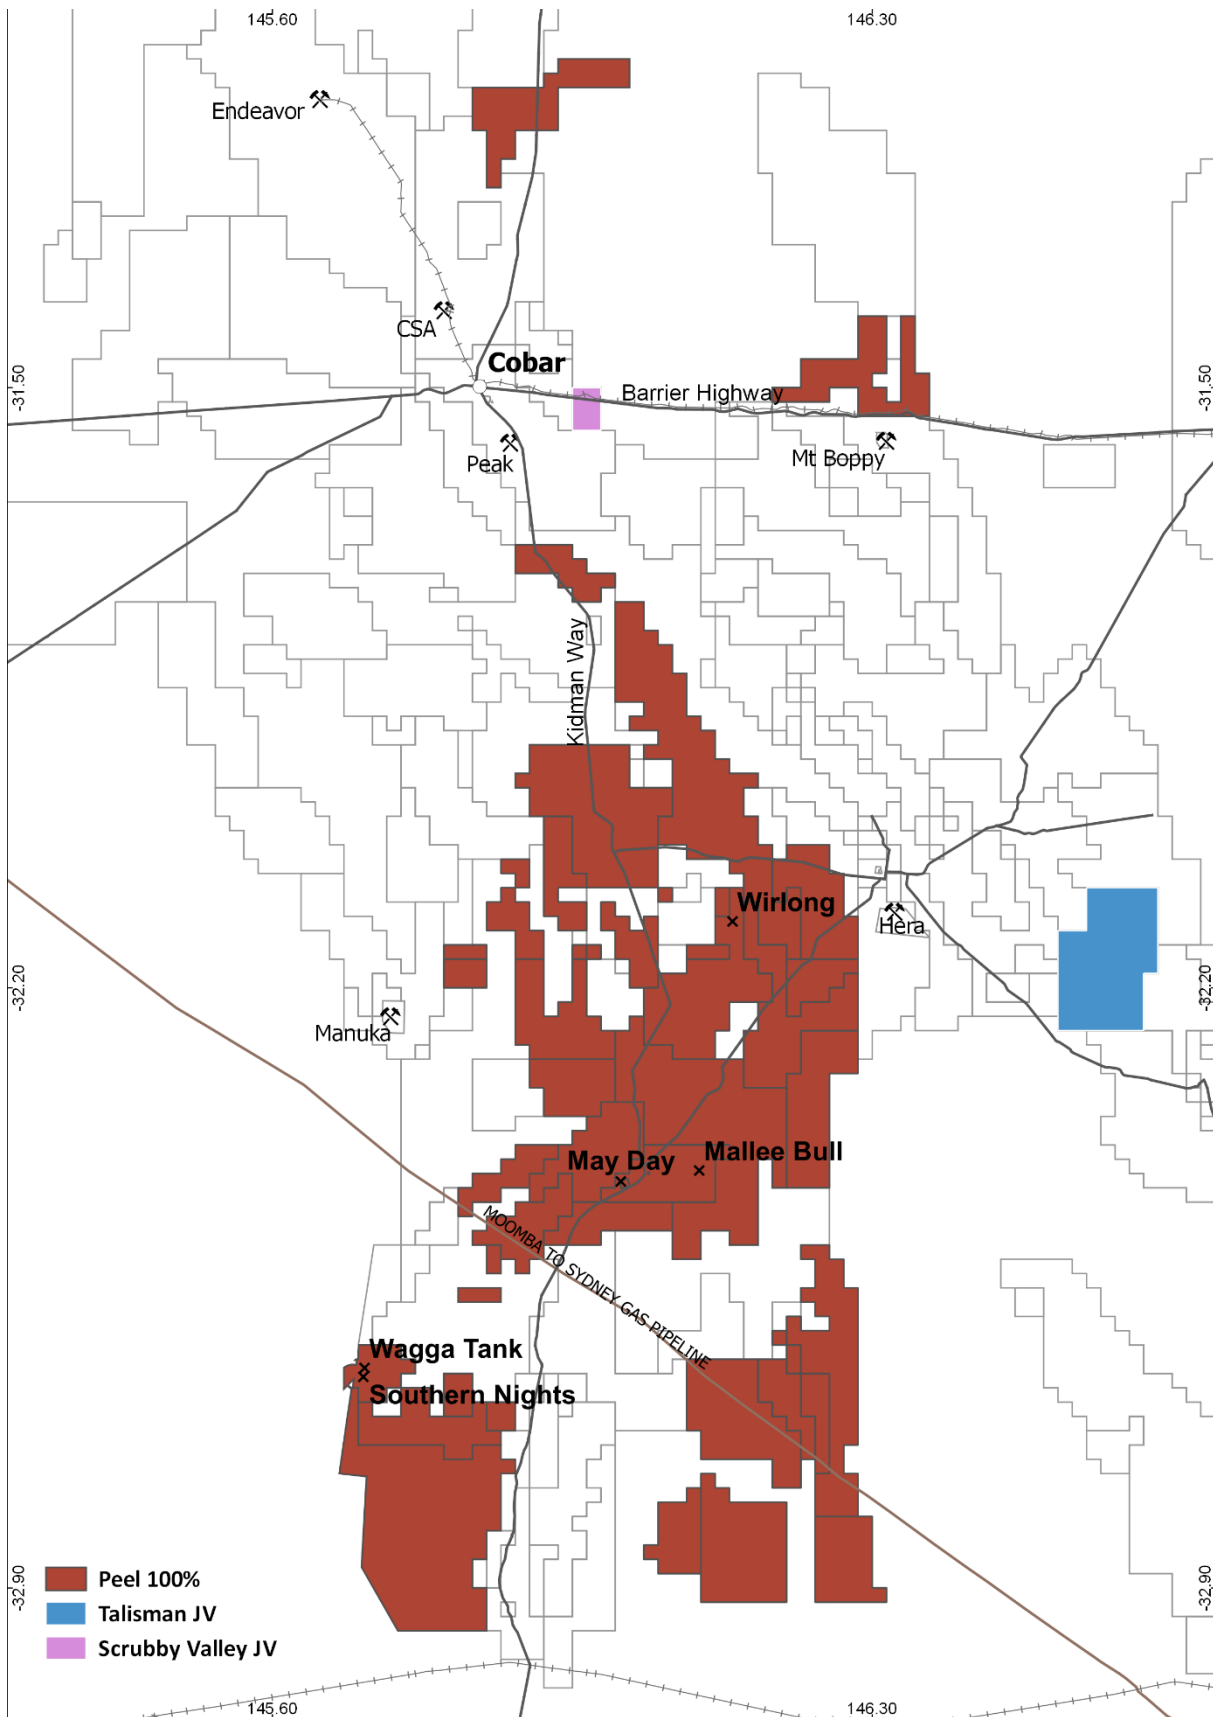 145.60
146.30
Endeavor
CSA
Cobar
-31.50
-31.50
Barrier Highway
Peak
Mt Boppy
Kidman Way
Wirlong
Hera
-32.20
-32.20
Manuka
May Day
Mallee Bull
MOOMBA TO SYDNEY GAS PIPELINE
Wagga Tank
Southern Nights
-32.90
-32.90
Peel 100%
Talisman JV
Scrubby Valley JV
145.60
146.30